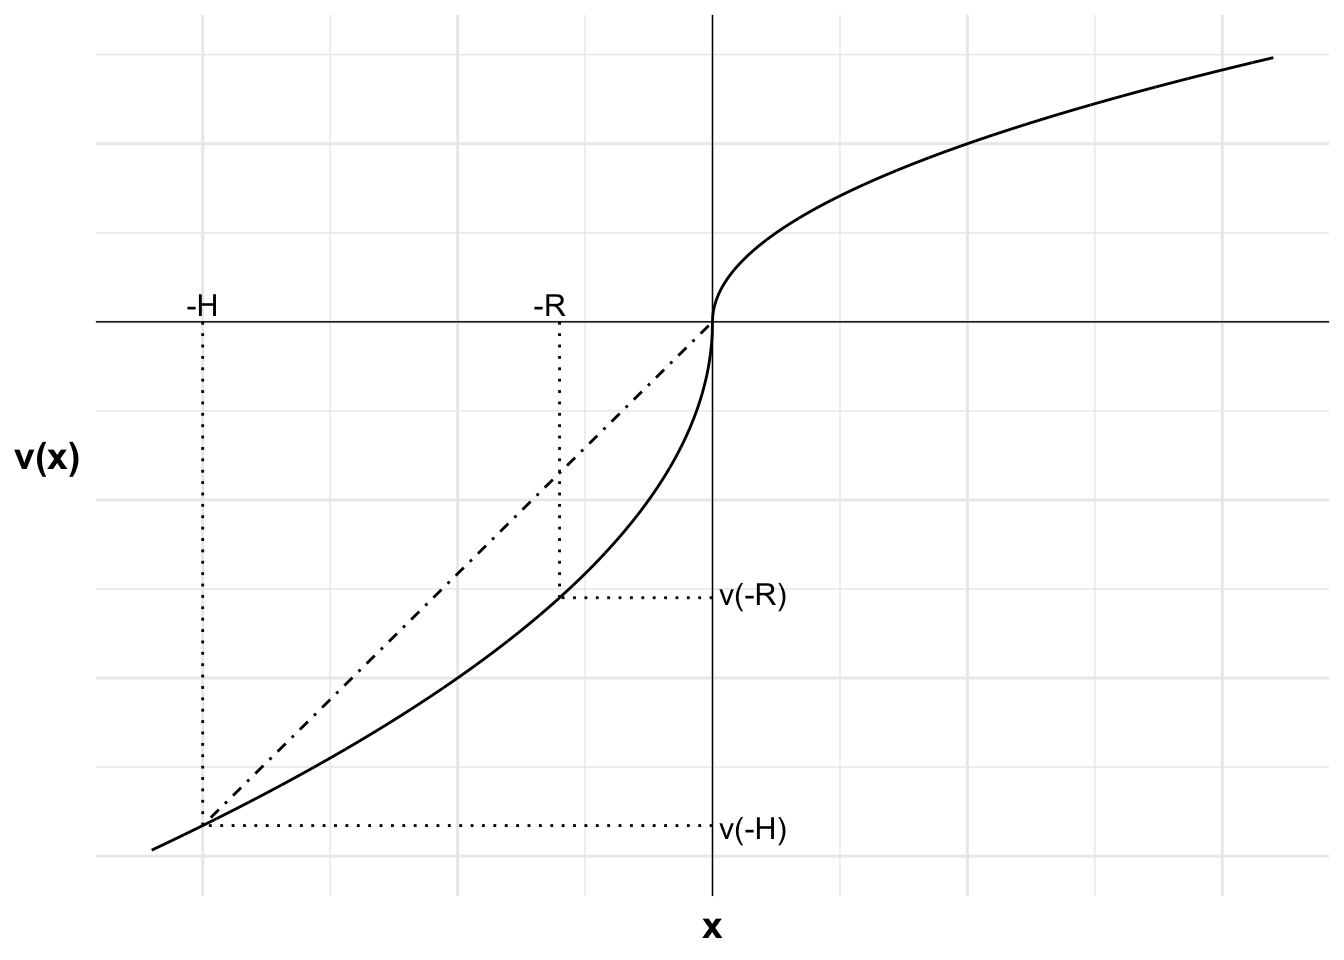 -H
-R
v(x)
v(-R)
v(-H)
x